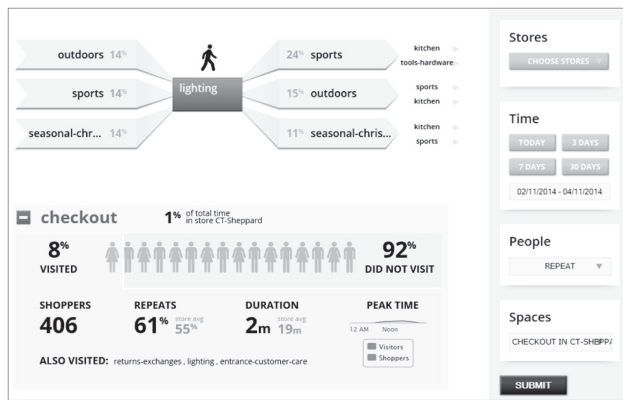 outdoors 14%
sports 14%
seasonal-chr... 14%
lighting
24% sports
15% outdoors
11% seasonal-chris...
kitchen
tools-hardware
sports
kitchen
kitchen
sports
checkout
1% of total time
in store CT-Sheppard
8%
VISITED
92%
DID NOT VISIT
SHOPPERS
406
REPEATS
61% store avg
55%
DURATION
2m store avg
19m
PEAK TIME
12 AM Noon
Visitors
Shoppers
ALSO VISITED: returns-exchanges , lighting , entrance-customer-care
Stores
CHOOSE STORES
Time
TODAY 3 DAYS
7 DAYS 30 DAYS
02/11/2014 - 04/11/2014
People
REPEAT
Spaces
CHECKOUT IN CT-SHEPPA
SUBMIT